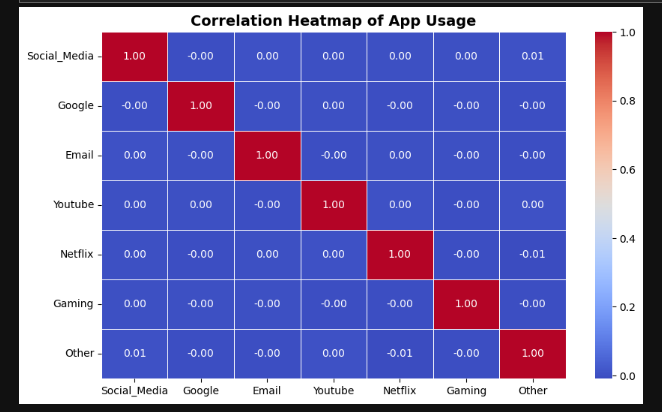 Correlation Heatmap of App Usage
Social_Media 1.00 -0.00 0.00 0.00 0.00 0.00 0.01
Google -0.00 1.00 -0.00 0.00 -0.00 -0.00 -0.00
Email 0.00 -0.00 1.00 -0.00 0.00 -0.00 -0.00
Youtube 0.00 0.00 -0.00 1.00 0.00 -0.00 0.00
Netflix 0.00 -0.00 0.00 0.00 1.00 -0.00 -0.01
Gaming 0.00 -0.00 -0.00 -0.00 -0.00 1.00 -0.00
Other 0.01 -0.00 -0.00 0.00 -0.01 -0.00 1.00
Social_Media Google Email Youtube Netflix Gaming Other
1.0
0.8
0.6
0.4
0.2
0.0